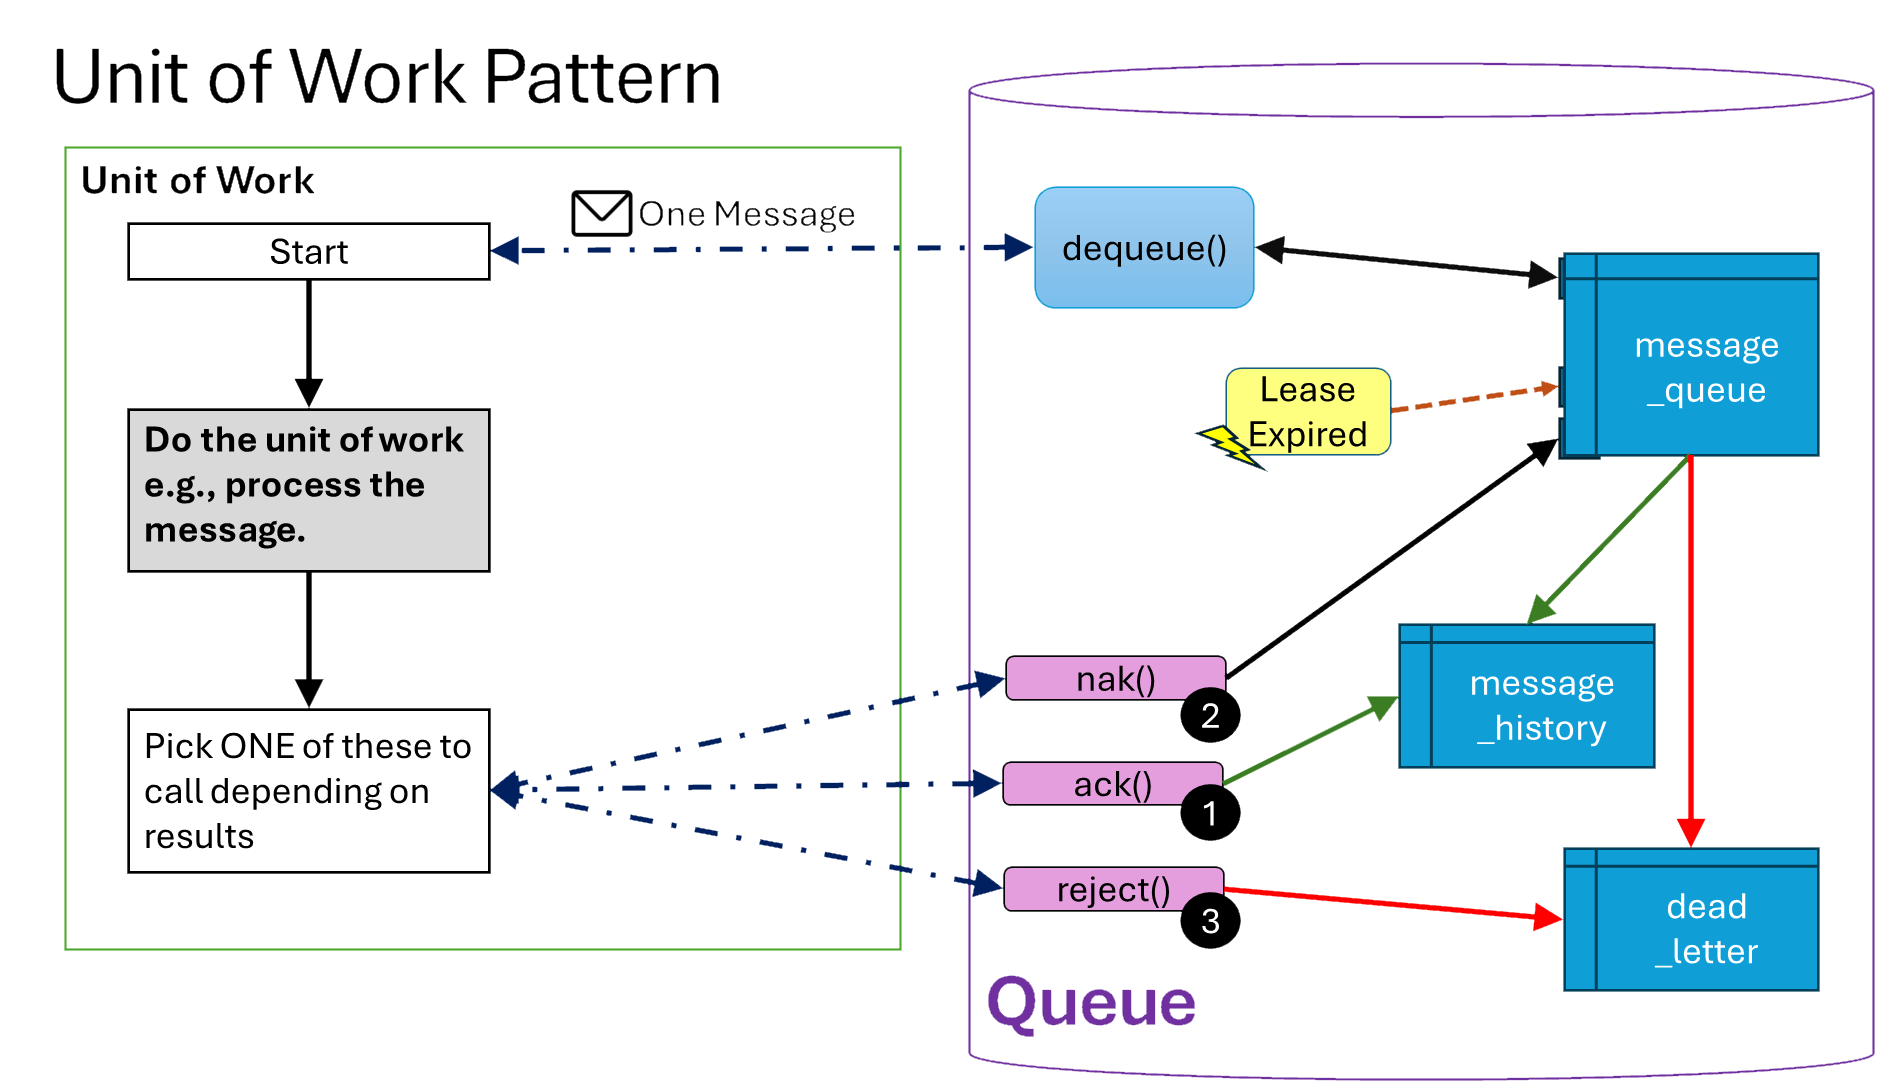 Unit of Work Pattern
Unit of Work
One Message
Start
Do the unit of work
e.g., process the
message.
Pick ONE of these to
call depending on
results
dequeue()
message
_queue
Lease
Expired
nak()
2
ack()
1
reject()
3
message
_history
dead
_letter
Queue